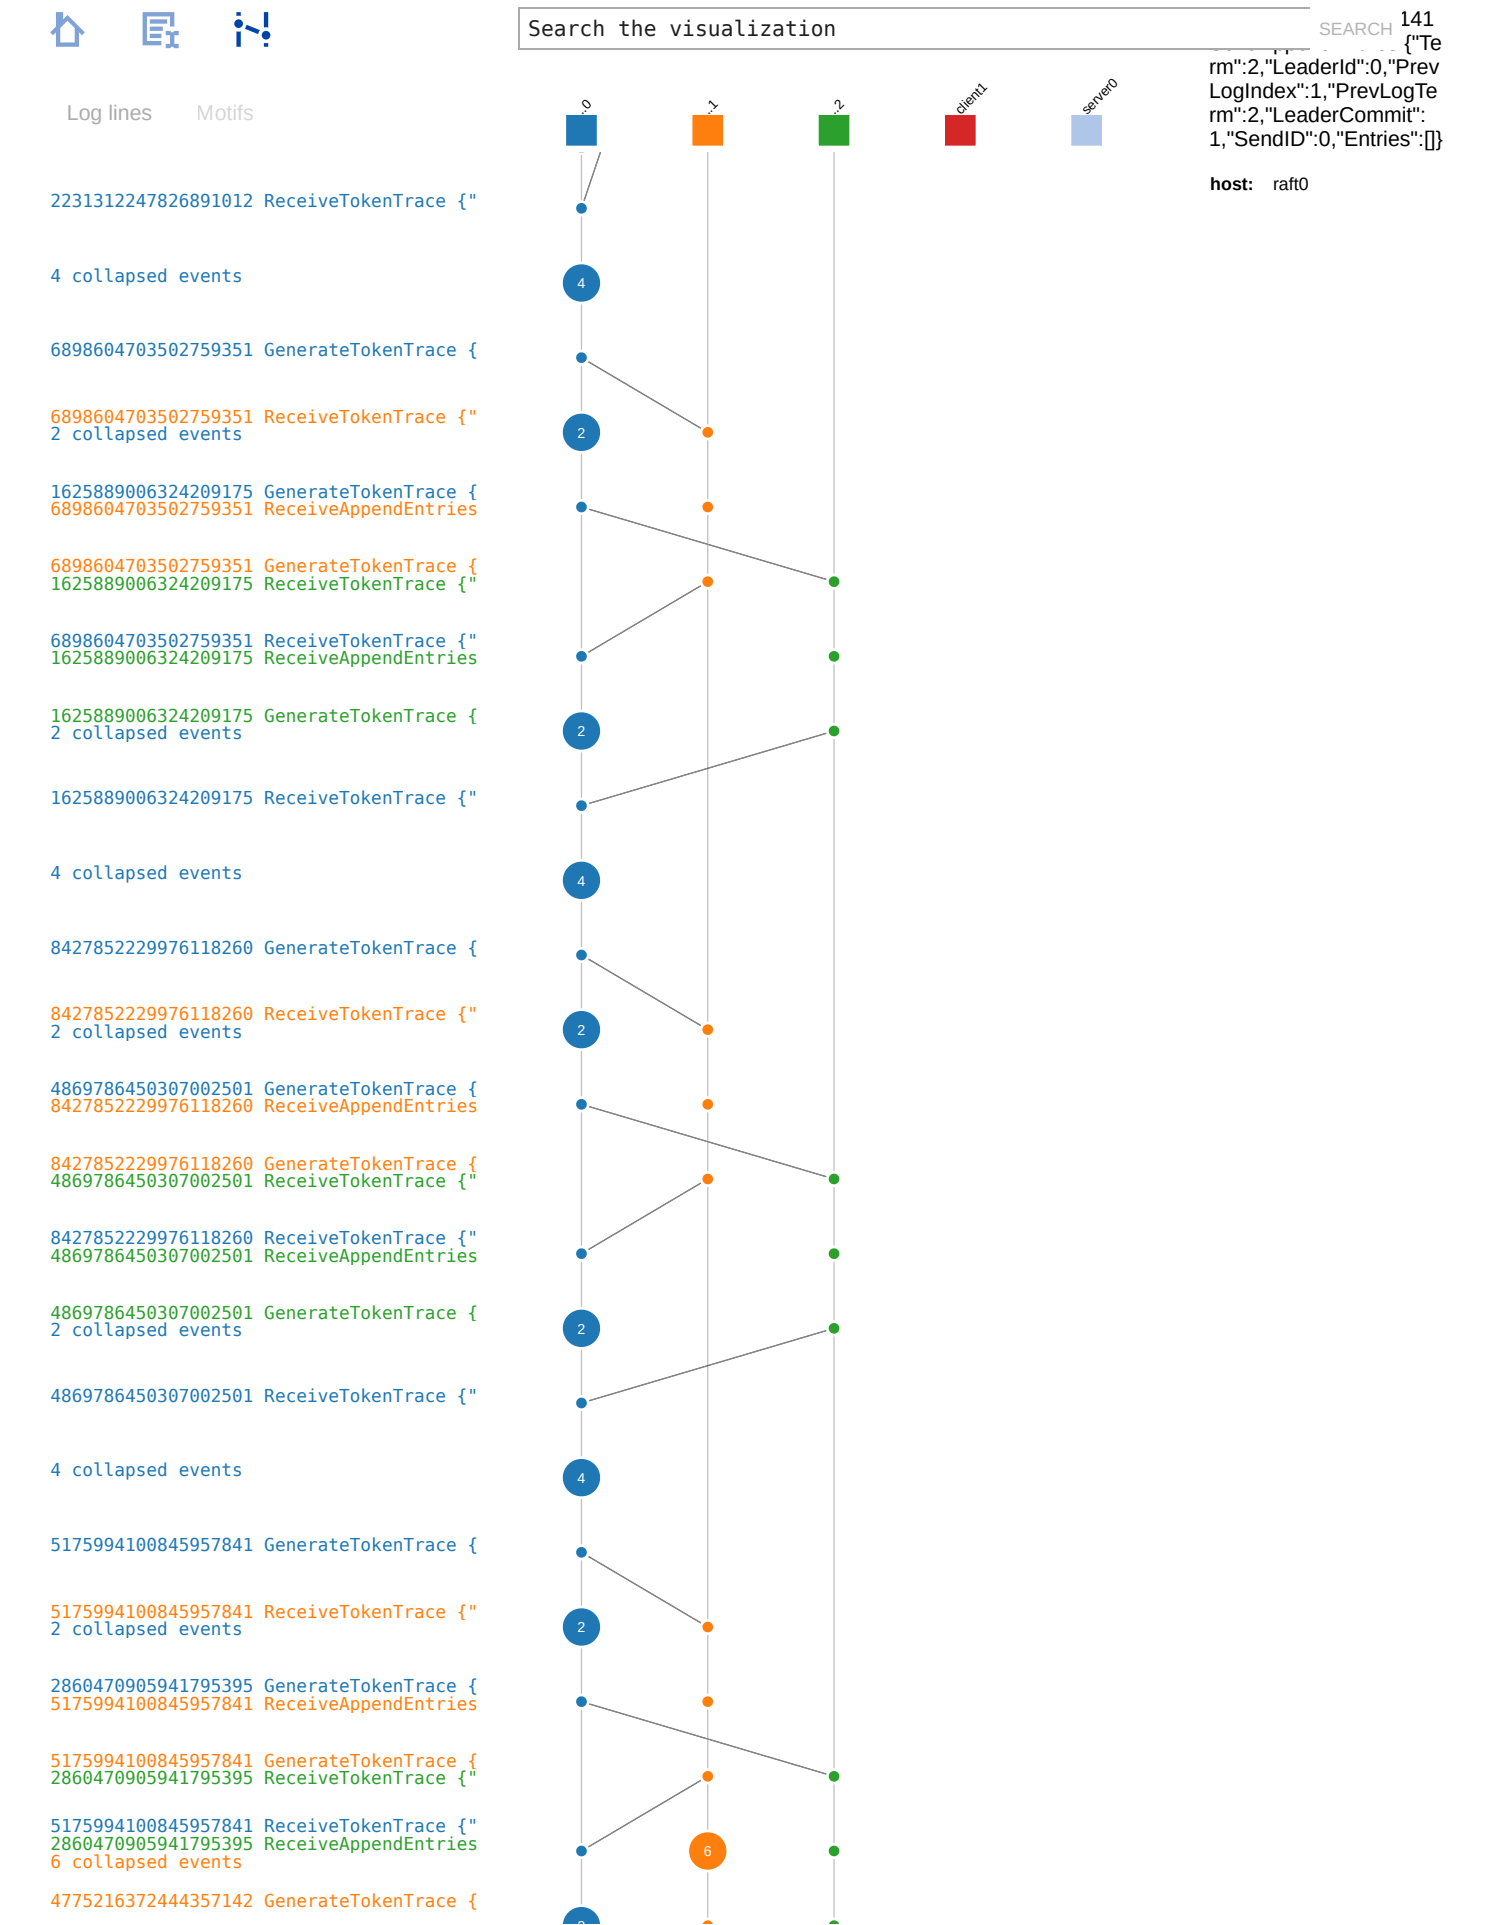 Search the visualization
SEARCH
141
{"Te
rm":2,"LeaderId":0,"Prev
LogIndex":1,"PrevLogTe
rm":2,"LeaderCommit":
1,"SendID":0,"Entries":[]}
host: raft0
Log lines Motifs
..0 ..1 ..2 client1 server0
2231312247826891012 ReceiveTokenTrace {"
4 collapsed events
4
6898604703502759351 GenerateTokenTrace {
6898604703502759351 ReceiveTokenTrace {"
2 collapsed events
2
1625889006324209175 GenerateTokenTrace {
6898604703502759351 ReceiveAppendEntries
6898604703502759351 GenerateTokenTrace {
1625889006324209175 ReceiveTokenTrace {"
6898604703502759351 ReceiveTokenTrace {"
1625889006324209175 ReceiveAppendEntries
1625889006324209175 GenerateTokenTrace {
2 collapsed events
2
1625889006324209175 ReceiveTokenTrace {"
4 collapsed events
4
8427852229976118260 GenerateTokenTrace {
8427852229976118260 ReceiveTokenTrace {"
2 collapsed events
2
4869786450307002501 GenerateTokenTrace {
8427852229976118260 ReceiveAppendEntries
8427852229976118260 GenerateTokenTrace {
4869786450307002501 ReceiveTokenTrace {"
8427852229976118260 ReceiveTokenTrace {"
4869786450307002501 ReceiveAppendEntries
4869786450307002501 GenerateTokenTrace {
2 collapsed events
2
4869786450307002501 ReceiveTokenTrace {"
4 collapsed events
4
5175994100845957841 GenerateTokenTrace {
5175994100845957841 ReceiveTokenTrace {"
2 collapsed events
2
2860470905941795395 GenerateTokenTrace {
5175994100845957841 ReceiveAppendEntries
5175994100845957841 GenerateTokenTrace {
2860470905941795395 ReceiveTokenTrace {"
5175994100845957841 ReceiveTokenTrace {"
2860470905941795395 ReceiveAppendEntries
6 collapsed events
6
4775216372444357142 GenerateTokenTrace {